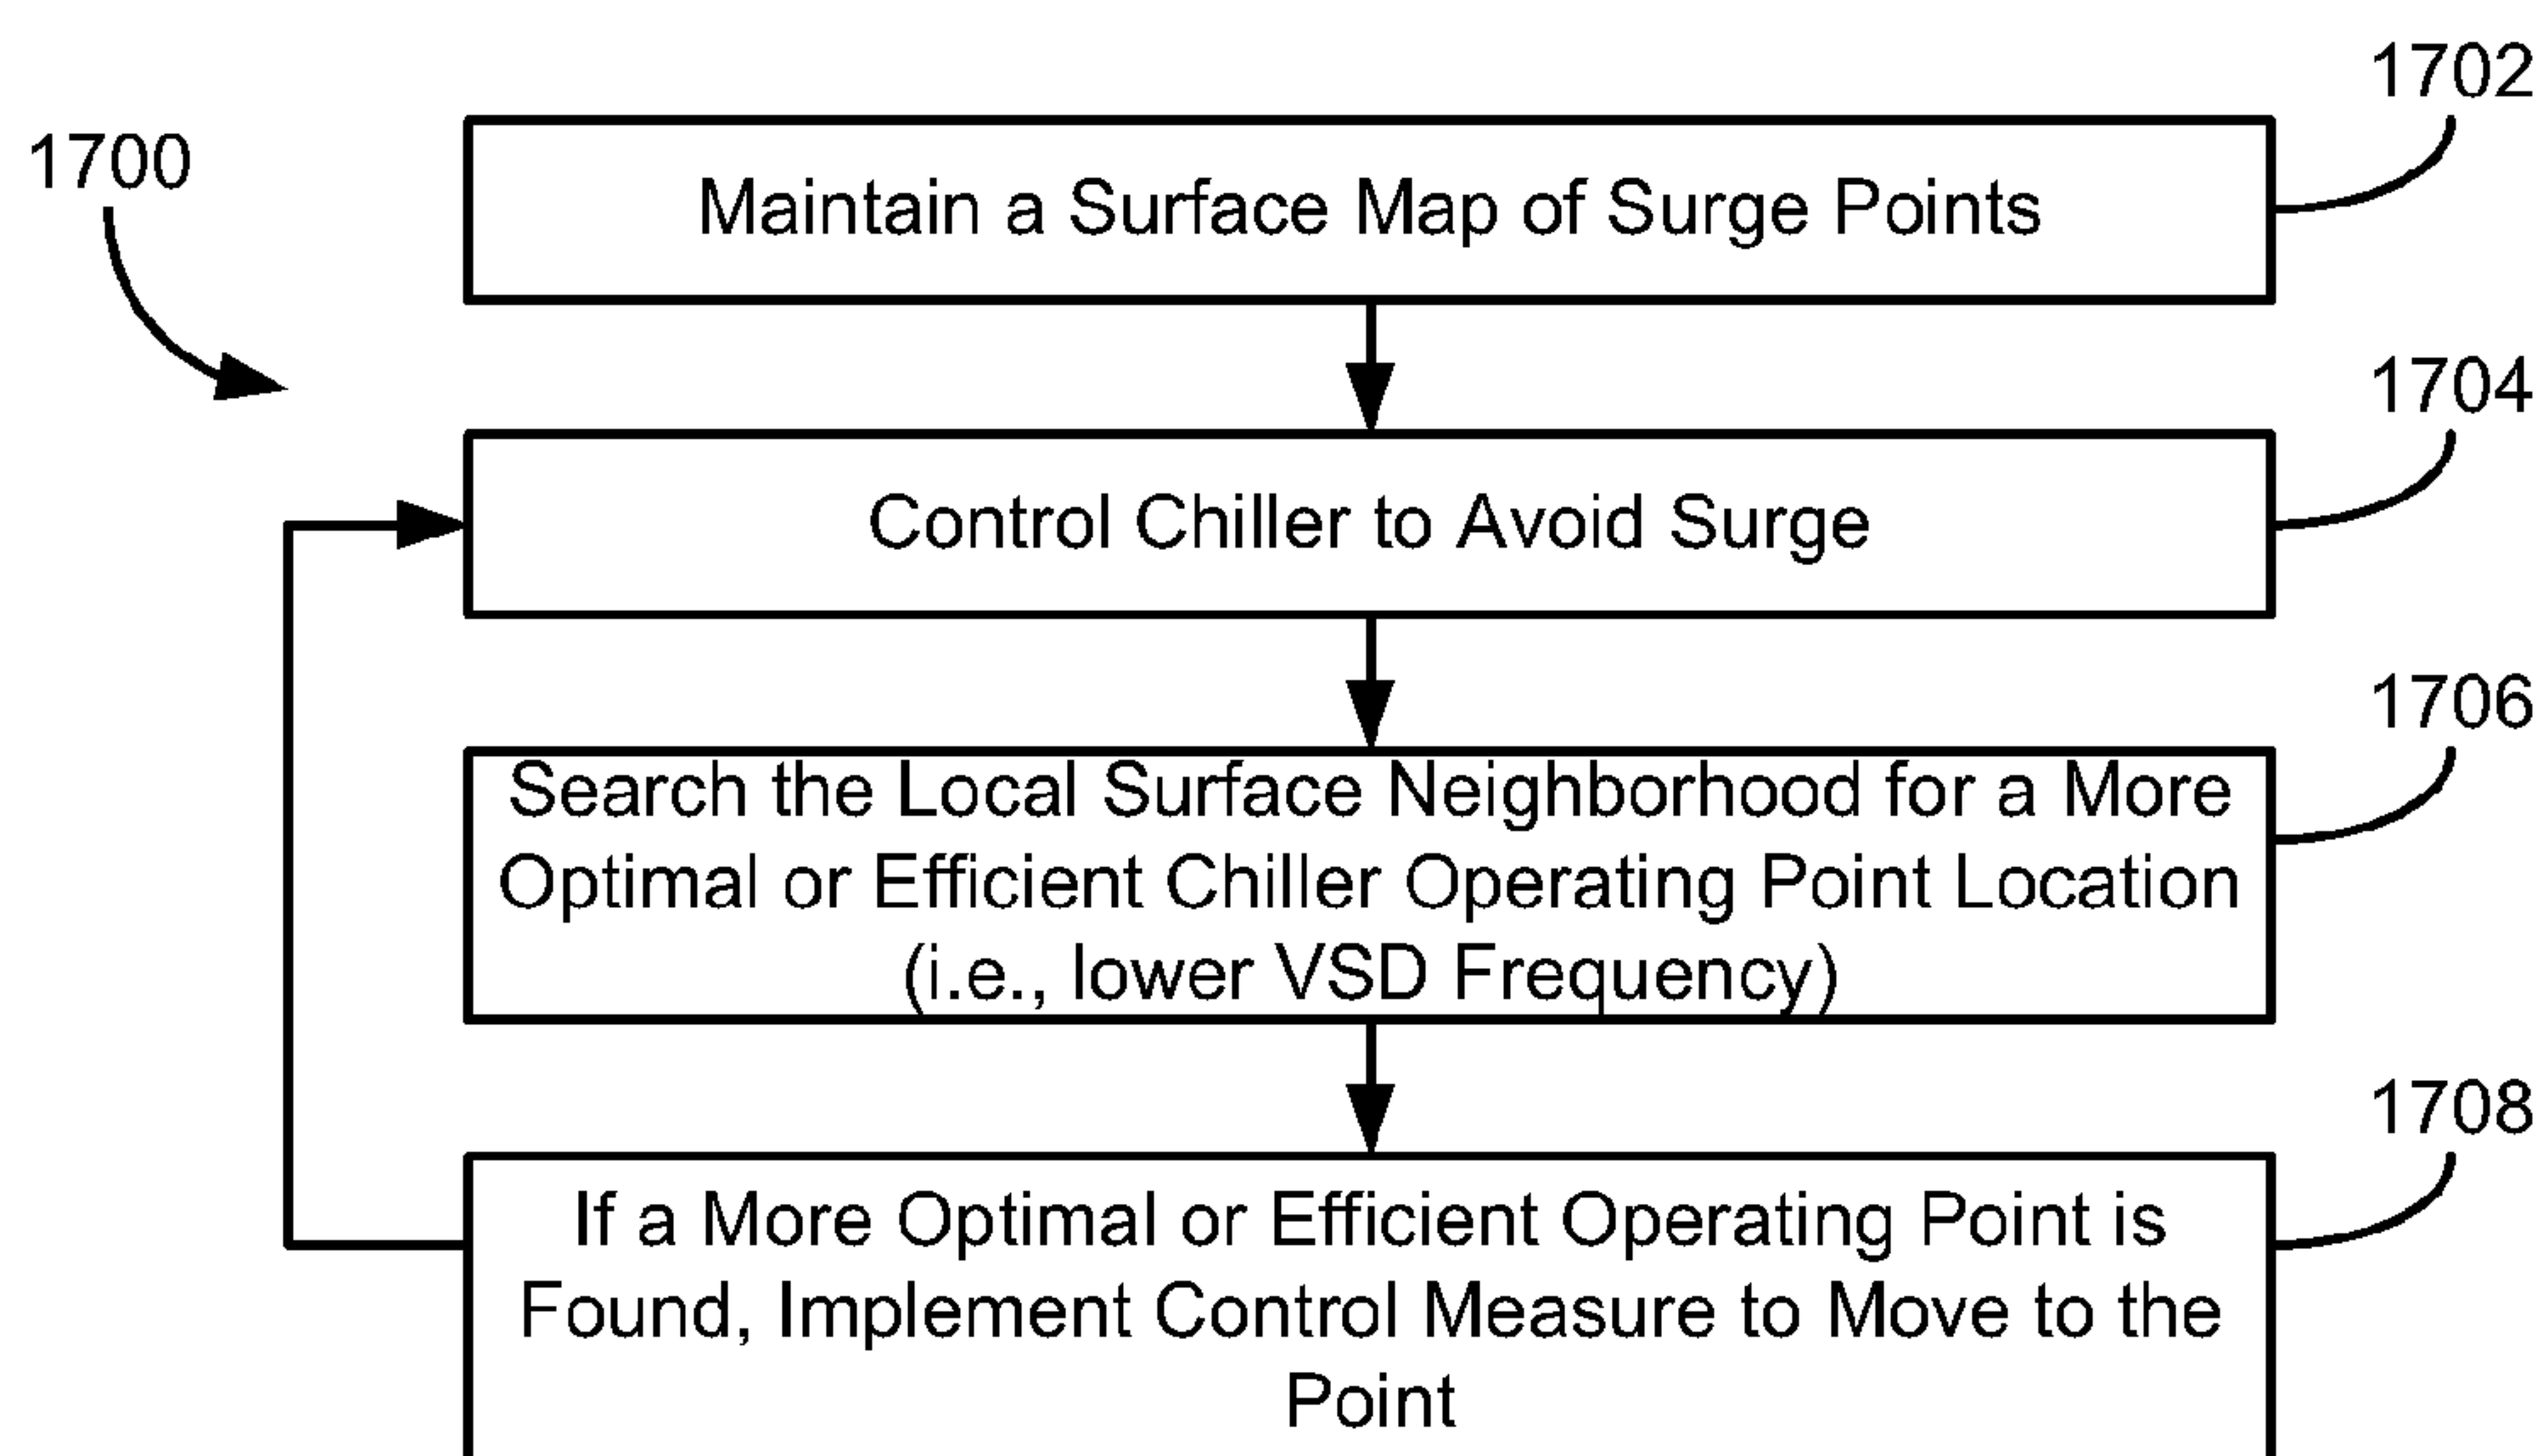 1702
1700
Maintain a Surface Map of Surge Points
1704
Control Chiller to Avoid Surge
1706
Search the Local Surface Neighborhood for a More
Optimal or Efficient Chiller Operating Point Location
(i.e., lower VSD Frequency)
1708
If a More Optimal or Efficient Operating Point is
Found, Implement Control Measure to Move to the
Point